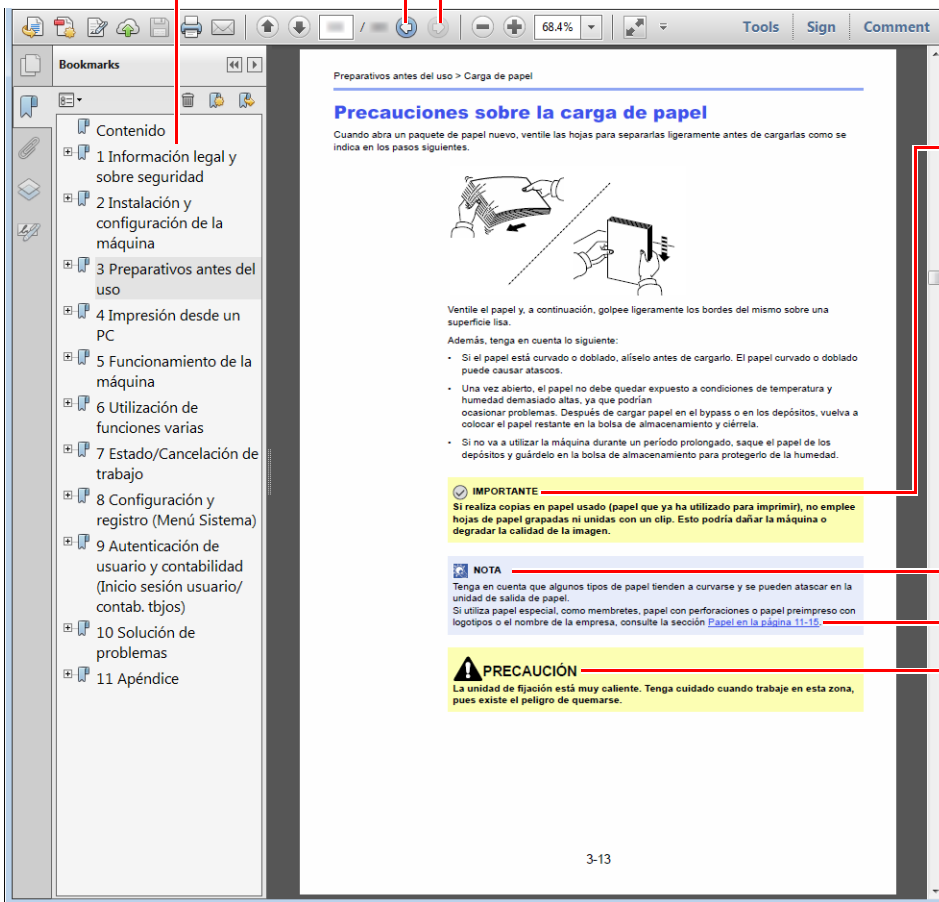 /
68.4%
Tools
Sign
Comment
Bookmarks
Contenido
1 Información legal y
sobre seguridad
2 Instalación y
configuración de la
máquina
3 Preparativos antes del
uso
4 Impresión desde un
PC
5 Funcionamiento de la
máquina
6 Utilización de
funciones varias
7 Estado/Cancelación de
trabajo
8 Configuración y
registro (Menú Sistema)
9 Autenticación de
usuario y contabilidad
(Inicio sesión usuario/
contab. tbjos)
10 Solución de
problemas
11 Apéndice
Preparativos antes del uso > Carga de papel
Precauciones sobre la carga de papel
Cuando abra un paquete de papel nuevo, ventile las hojas para separarlas ligeramente antes de cargarlas como se
indica en los pasos siguientes.
Ventile el papel y, a continuación, golpee ligeramente los bordes del mismo sobre una
superficie lisa.
Además, tenga en cuenta lo siguiente:
• Si el papel está curvado o doblado, alíselo antes de cargarlo. El papel curvado o doblado
puede causar atascos.
• Una vez abierto, el papel no debe quedar expuesto a condiciones de temperatura y
humedad demasiado altas, ya que podrían
ocasionar problemas. Después de cargar papel en el bypass o en los depósitos, vuelva a
colocar el papel restante en la bolsa de almacenamiento y ciérrela.
• Si no va a utilizar la máquina durante un período prolongado, saque el papel de los
depósitos y guárdelo en la bolsa de almacenamiento para protegerlo de la humedad.
IMPORTANTE
Si realiza copias en papel usado (papel que ya ha utilizado para imprimir), no emplee
hojas de papel grapadas ni unidas con un clip. Esto podría dañar la máquina o
degradar la calidad de la imagen.
NOTA
Tenga en cuenta que algunos tipos de papel tienden a curvarse y se pueden atascar en la
unidad de salida de papel.
Si utiliza papel especial, como membretes, papel con perforaciones o papel preimpreso con
logotipos o el nombre de la empresa, consulte la sección Papel en la página 11-15.
PRECAUCIÓN
La unidad de fijación está muy caliente. Tenga cuidado cuando trabaje en esta zona,
pues existe el peligro de quemarse.
3-13